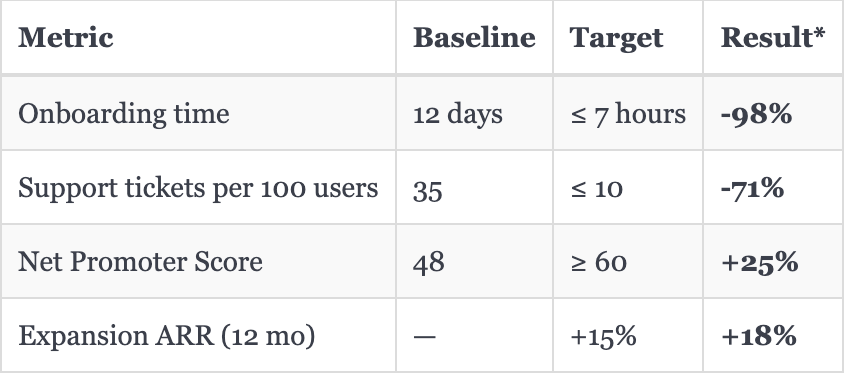 Metric Baseline Target Result*
Onboarding time 12 days ≤ 7 hours -98%
Support tickets per 100 users 35 ≤ 10 -71%
Net Promoter Score 48 ≥ 60 +25%
Expansion ARR (12 mo) — +15% +18%